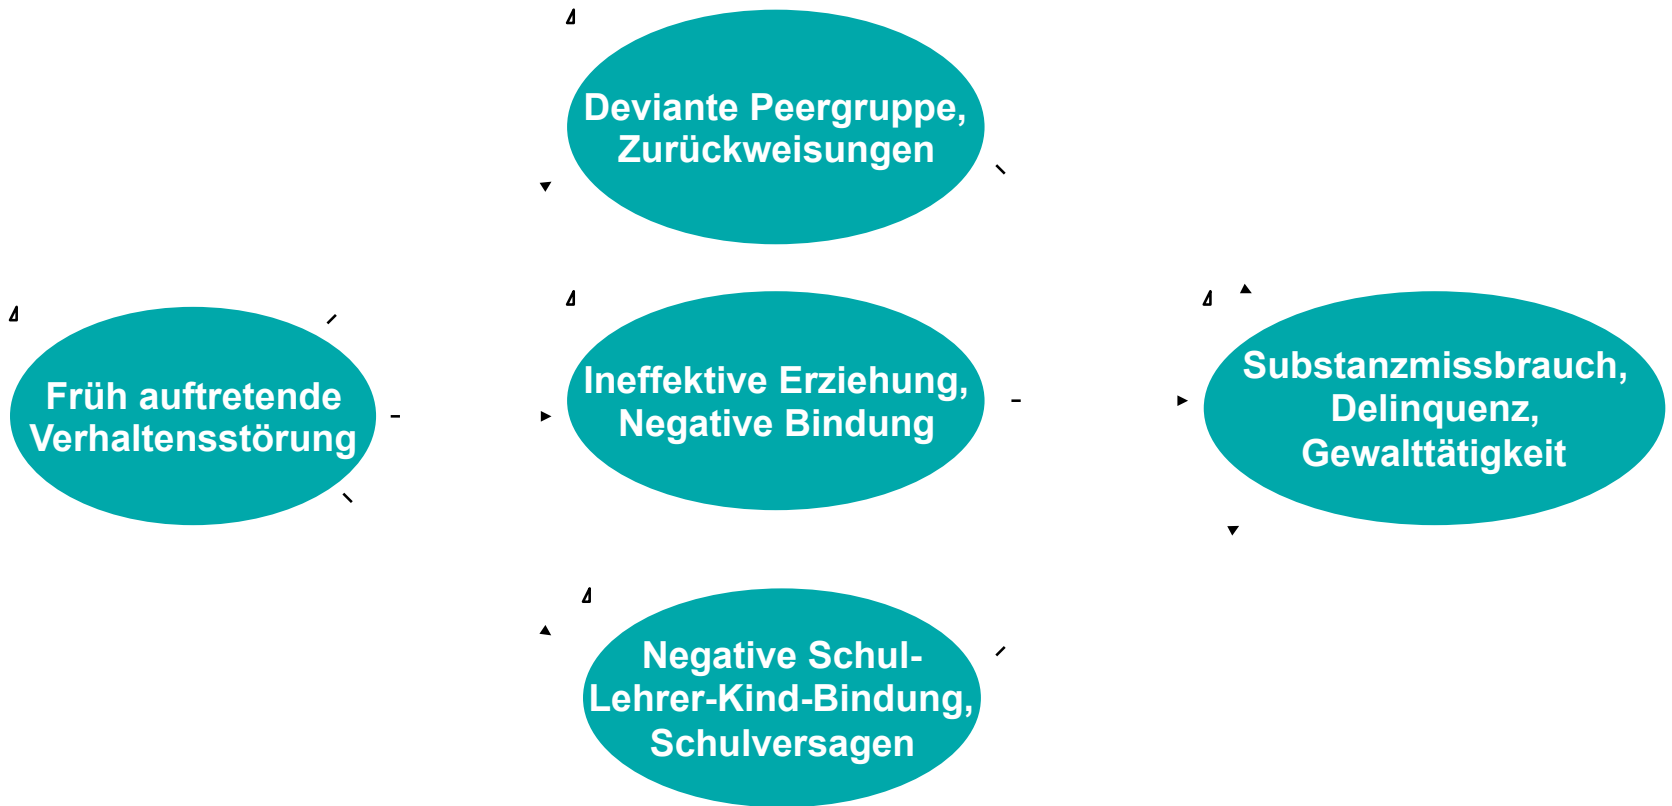 Deviante Peergruppe,
Zurückweisungen
Früh auftretende
Verhaltensstörung
Ineffektive Erziehung,
Negative Bindung
Substanzmissbrauch,
Delinquenz,
Gewalttätigkeit
Negative Schul-
Lehrer-Kind-Bindung,
Schulversagen